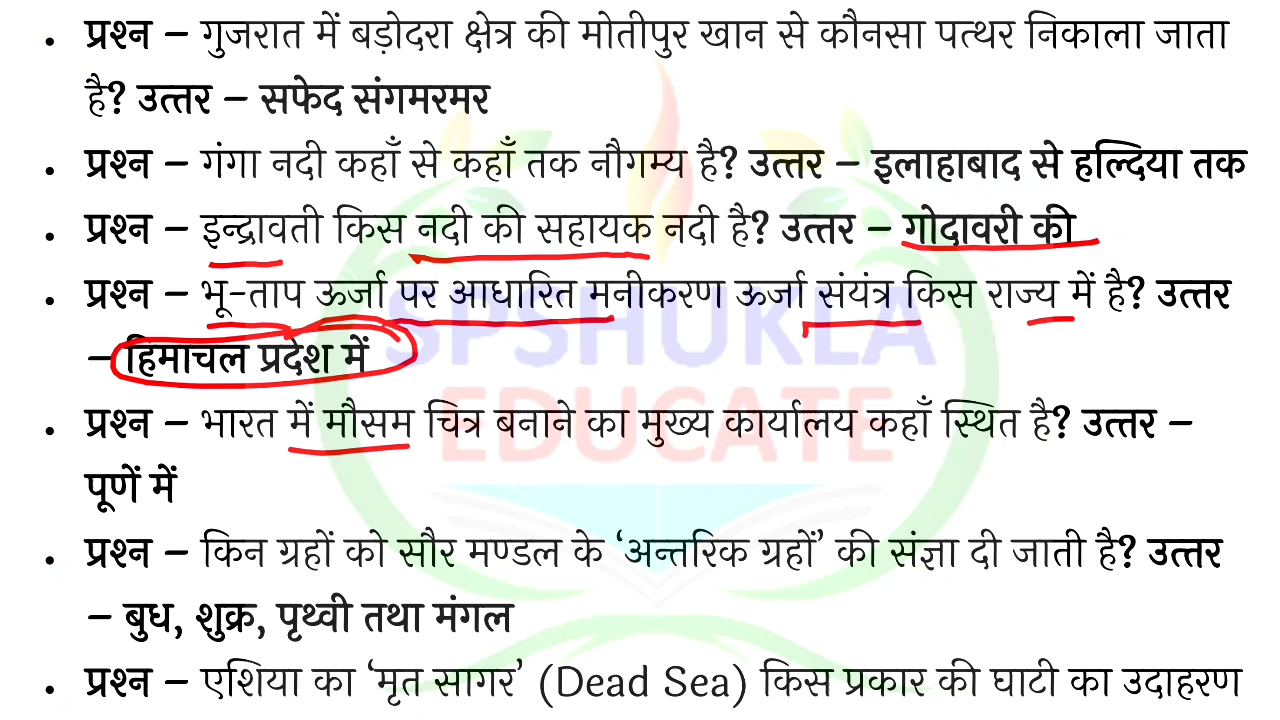 • प्रश्न – गुजरात में बड़ोदरा क्षेत्र की मोतीपुर खान से कौनसा पत्थर निकाला जाता
है? उत्तर – सफेद संगमरमर
• प्रश्न – गंगा नदी कहाँ से कहाँ तक नौगम्य है? उत्तर – इलाहाबाद से हल्दिया तक
• प्रश्न – इन्द्रावती किस नदी की सहायक नदी है? उत्तर – गोदावरी की
• प्रश्न – भू-ताप ऊर्जा पर आधारित मनीकरण ऊर्जा संयंत्र किस राज्य में है? उत्तर
– हिमाचल प्रदेश में
SPSHUKLA
• प्रश्न – भारत में मौसम चित्र बनाने का मुख्य कार्यालय कहाँ स्थित है? उत्तर –
EDUCATE
पूणें में
• प्रश्न – किन ग्रहों को सौर मण्डल के ‘अन्तरिक ग्रहों’ की संज्ञा दी जाती है? उत्तर
– बुध, शुक्र, पृथ्वी तथा मंगल
• प्रश्न – एशिया का ‘मृत सागर’ (Dead Sea) किस प्रकार की घाटी का उदाहरण